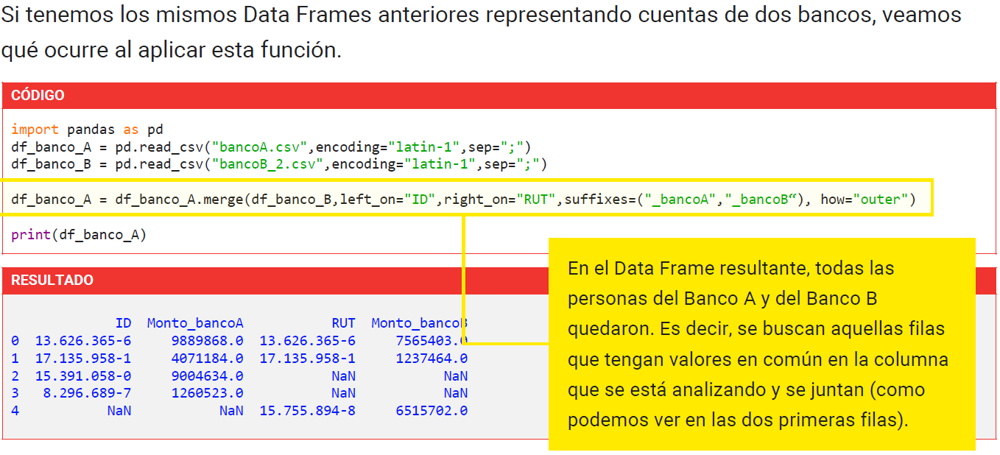 Si tenemos los mismos Data Frames anteriores representando cuentas de dos bancos, veamos
qué ocurre al aplicar esta función.
CÓDIGO
import pandas as pd
df_banco_A = pd.read_csv("bancoA.csv",encoding="latin-1",sep=";")
df_banco_B = pd.read_csv("bancoB_2.csv",encoding="latin-1",sep=";")
df_banco_A = df_banco_A.merge(df_banco_B,left_on="ID",right_on="RUT",suffixes=("_bancoA","_bancoB“), how="outer")
print(df_banco_A)
RESULTADO
ID Monto_bancoA RUT Monto_bancoB
0 13.626.365-6 9889868.0 13.626.365-6 7565403.0
1 17.135.958-1 4071184.0 17.135.958-1 1237464.0
2 15.391.058-0 9004634.0 NaN NaN
3 8.296.689-7 1260523.0 NaN NaN
4 NaN NaN 15.755.894-8 6515702.0
En el Data Frame resultante, todas las
personas del Banco A y del Banco B
quedaron. Es decir, se buscan aquellas filas
que tengan valores en común en la columna
que se está analizando y se juntan (como
podemos ver en las dos primeras filas).